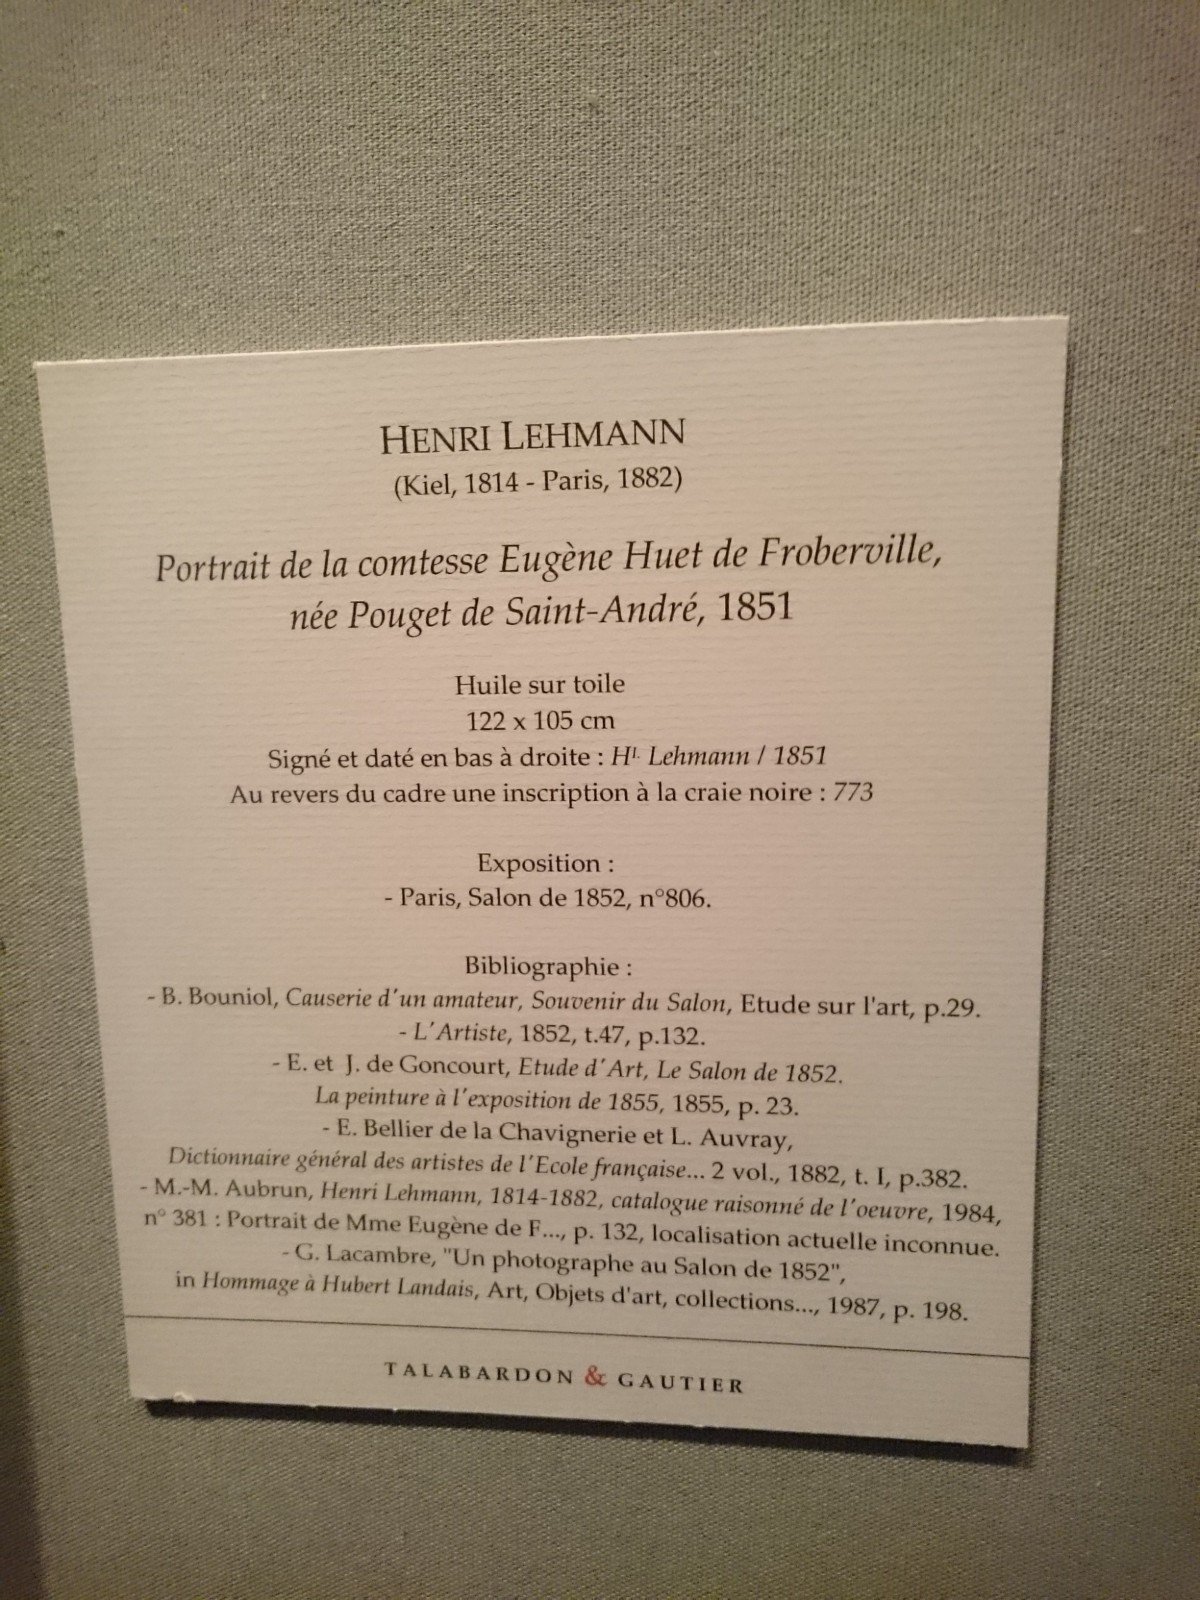 HENRI LEHMANN
(Kiel, 1814 - Paris, 1882)
Portrait de la comtesse Eugène Huet de Froberville,
née Pouget de Saint-André, 1851
Huile sur toile
122 x 105 cm
Signé et daté en bas à droite : Hl. Lehmann / 1851
Au revers du cadre une inscription à la craie noire : 773
Exposition :
- Paris, Salon de 1852, n°806.
Bibliographie :
- B. Bouniol, Causerie d'un amateur, Souvenir du Salon, Etude sur l'art, p.29.
- L'Artiste, 1852, t.47, p.132.
- E. et J. de Goncourt, Etude d'Art, Le Salon de 1852.
La peinture à l'exposition de 1855, 1855, p. 23.
- E. Bellier de la Chavignerie et L. Auvray,
Dictionnaire général des artistes de l'Ecole française... 2 vol., 1882, t. I, p.382.
- M.-M. Aubrun, Henri Lehmann, 1814-1882, catalogue raisonné de l'oeuvre, 1984,
n° 381 : Portrait de Mme Eugène de F..., p. 132, localisation actuelle inconnue.
- G. Lacambre, "Un photographe au Salon de 1852",
in Hommage à Hubert Landais, Art, Objets d'art, collections..., 1987, p. 198.
TALABARDON & GAUTIER